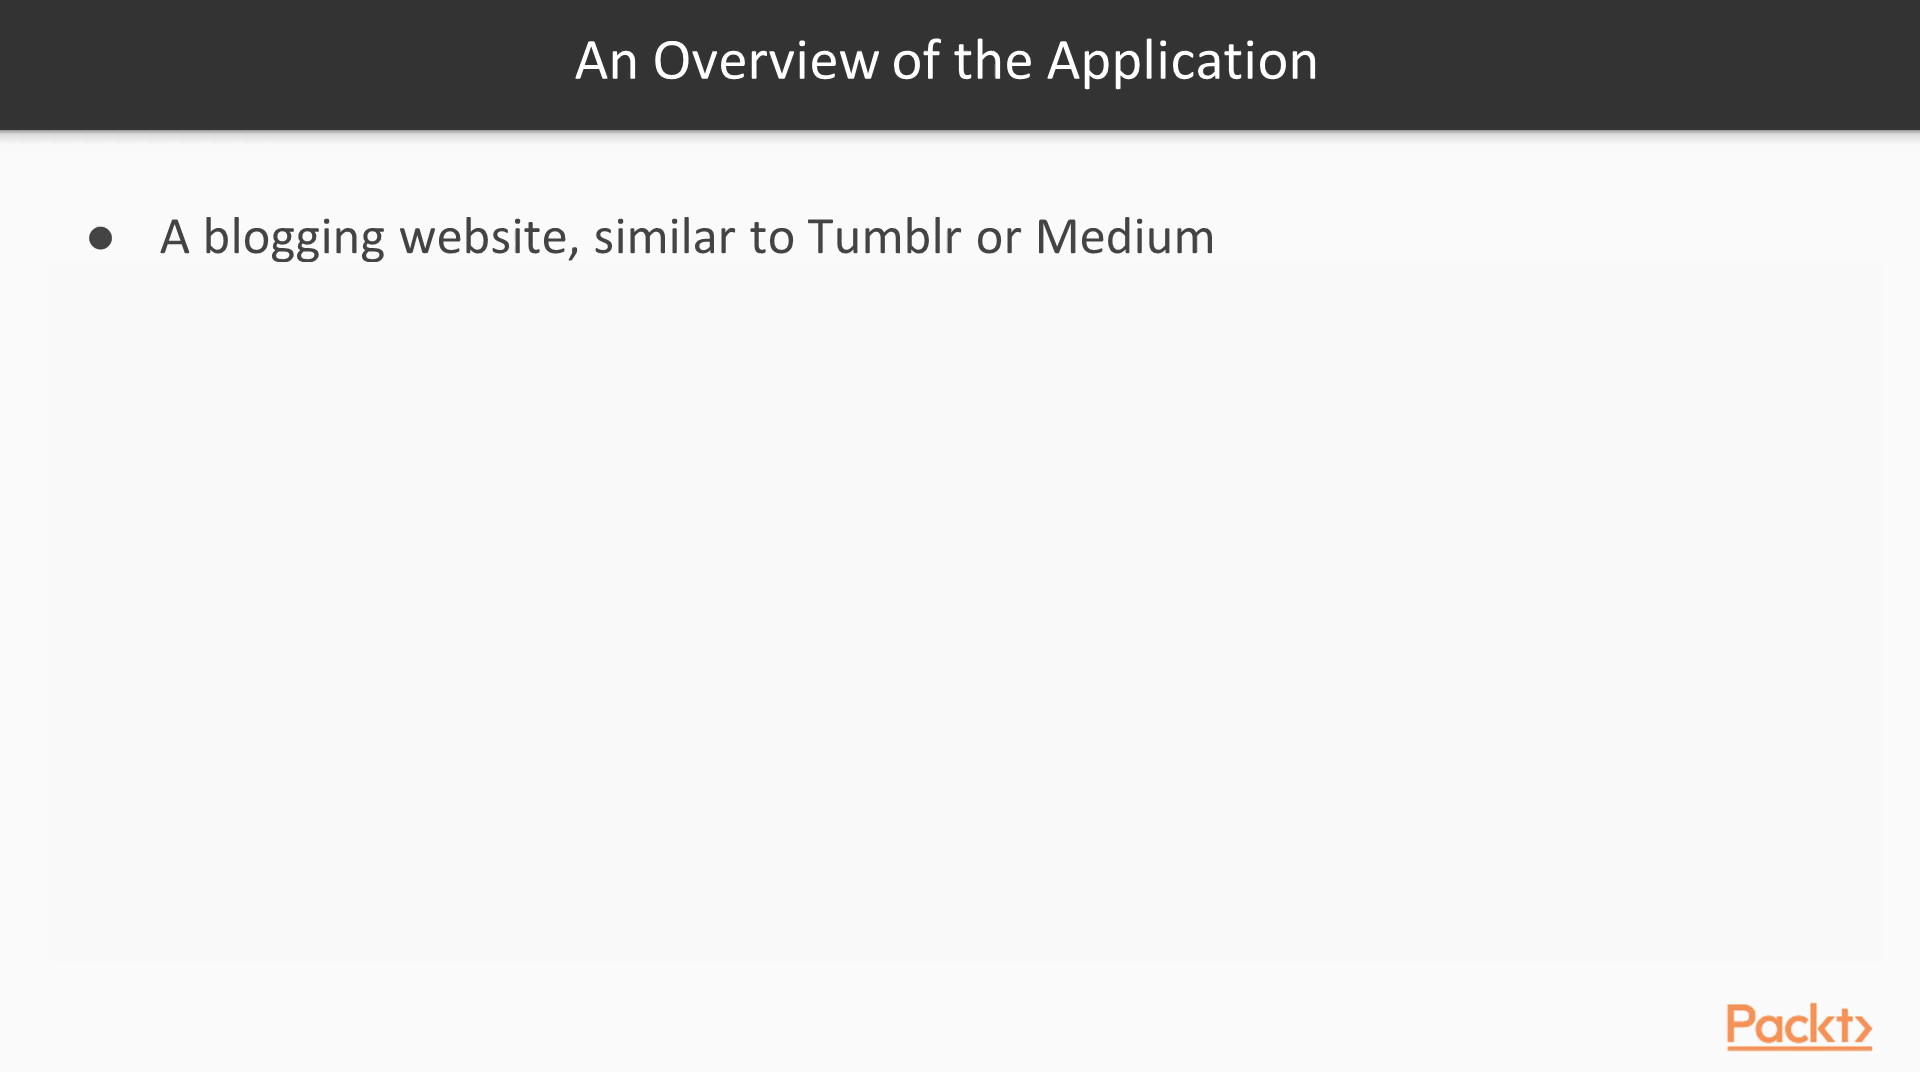 An Overview of the Application
● A blogging website, similar to Tumblr or Medium
Packt>